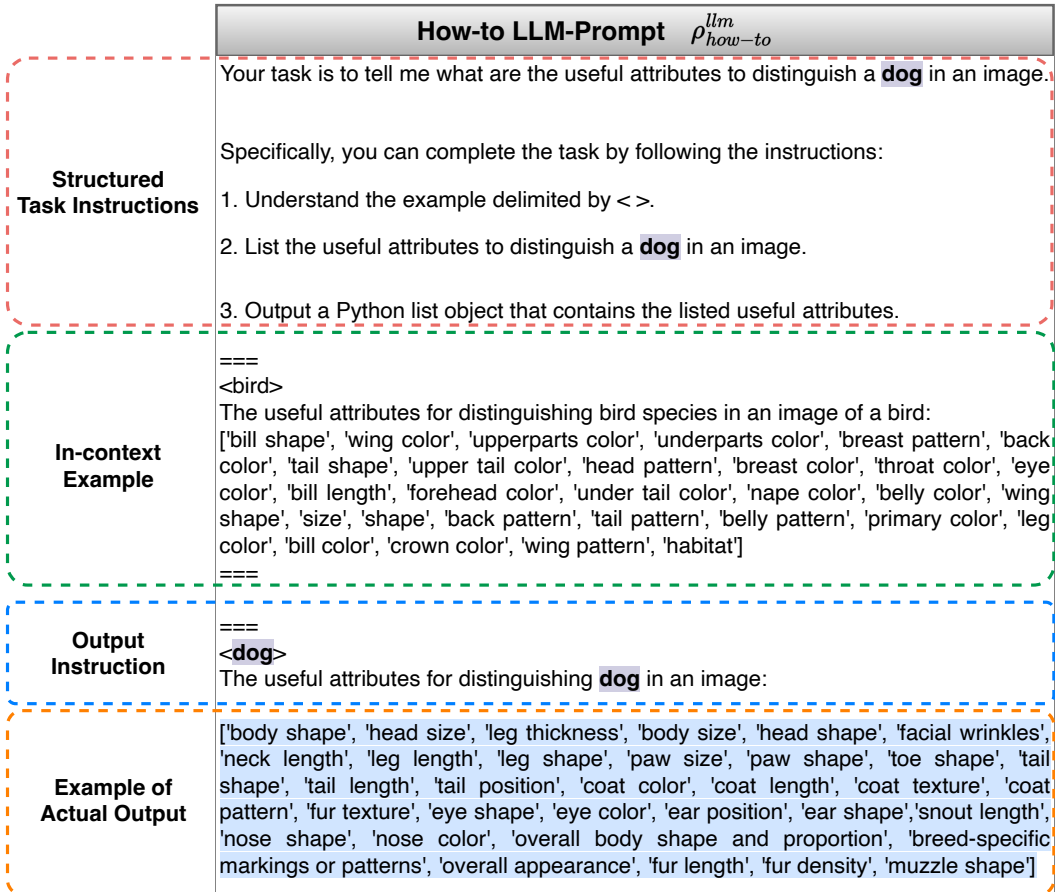 How-to LLM-Prompt ρ^{llm}_{how-to}
Structured
Task Instructions
Your task is to tell me what are the useful attributes to distinguish a dog in an image.
Specifically, you can complete the task by following the instructions:
1. Understand the example delimited by < >.
2. List the useful attributes to distinguish a dog in an image.
3. Output a Python list object that contains the listed useful attributes.
In-context
Example
===
<bird>
The useful attributes for distinguishing bird species in an image of a bird:
['bill shape', 'wing color', 'upperparts color', 'underparts color', 'breast pattern', 'back
color', 'tail shape', 'upper tail color', 'head pattern', 'breast color', 'throat color', 'eye
color', 'bill length', 'forehead color', 'under tail color', 'nape color', 'belly color', 'wing
shape', 'size', 'shape', 'back pattern', 'tail pattern', 'belly pattern', 'primary color', 'leg
color', 'bill color', 'crown color', 'wing pattern', 'habitat']
===
Output
Instruction
===
<dog>
The useful attributes for distinguishing dog in an image:
Example of
Actual Output
['body shape', 'head size', 'leg thickness', 'body size', 'head shape', 'facial wrinkles',
'neck length', 'leg length', 'leg shape', 'paw size', 'paw shape', 'toe shape', 'tail
shape', 'tail length', 'tail position', 'coat color', 'coat length', 'coat texture', 'coat
pattern', 'fur texture', 'eye shape', 'eye color', 'ear position', 'ear shape','snout length',
'nose shape', 'nose color', 'overall body shape and proportion', 'breed-specific
markings or patterns', 'overall appearance', 'fur length', 'fur density', 'muzzle shape']